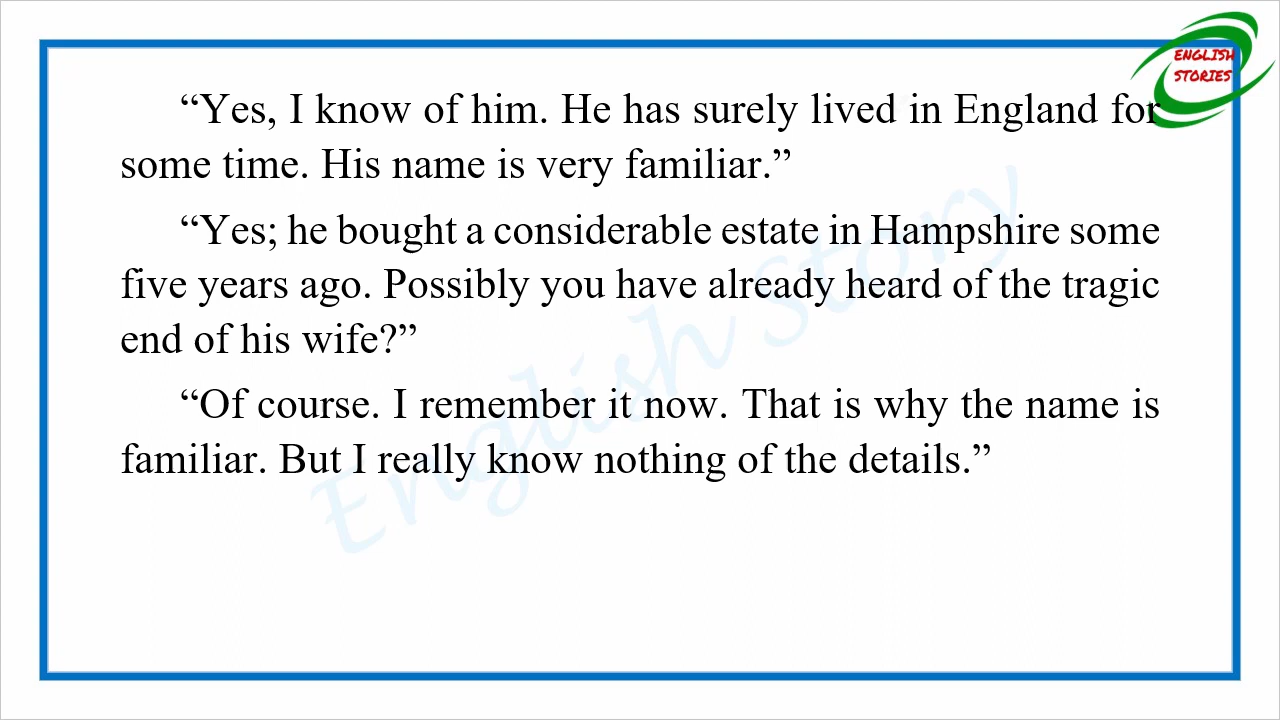 ENGLISH
STORIES
“Yes, I know of him. He has surely lived in England for
some time. His name is very familiar.”
“Yes; he bought a considerable estate in Hampshire some
five years ago. Possibly you have already heard of the tragic
end of his wife?”
“Of course. I remember it now. That is why the name is
familiar. But I really know nothing of the details.”
English Story